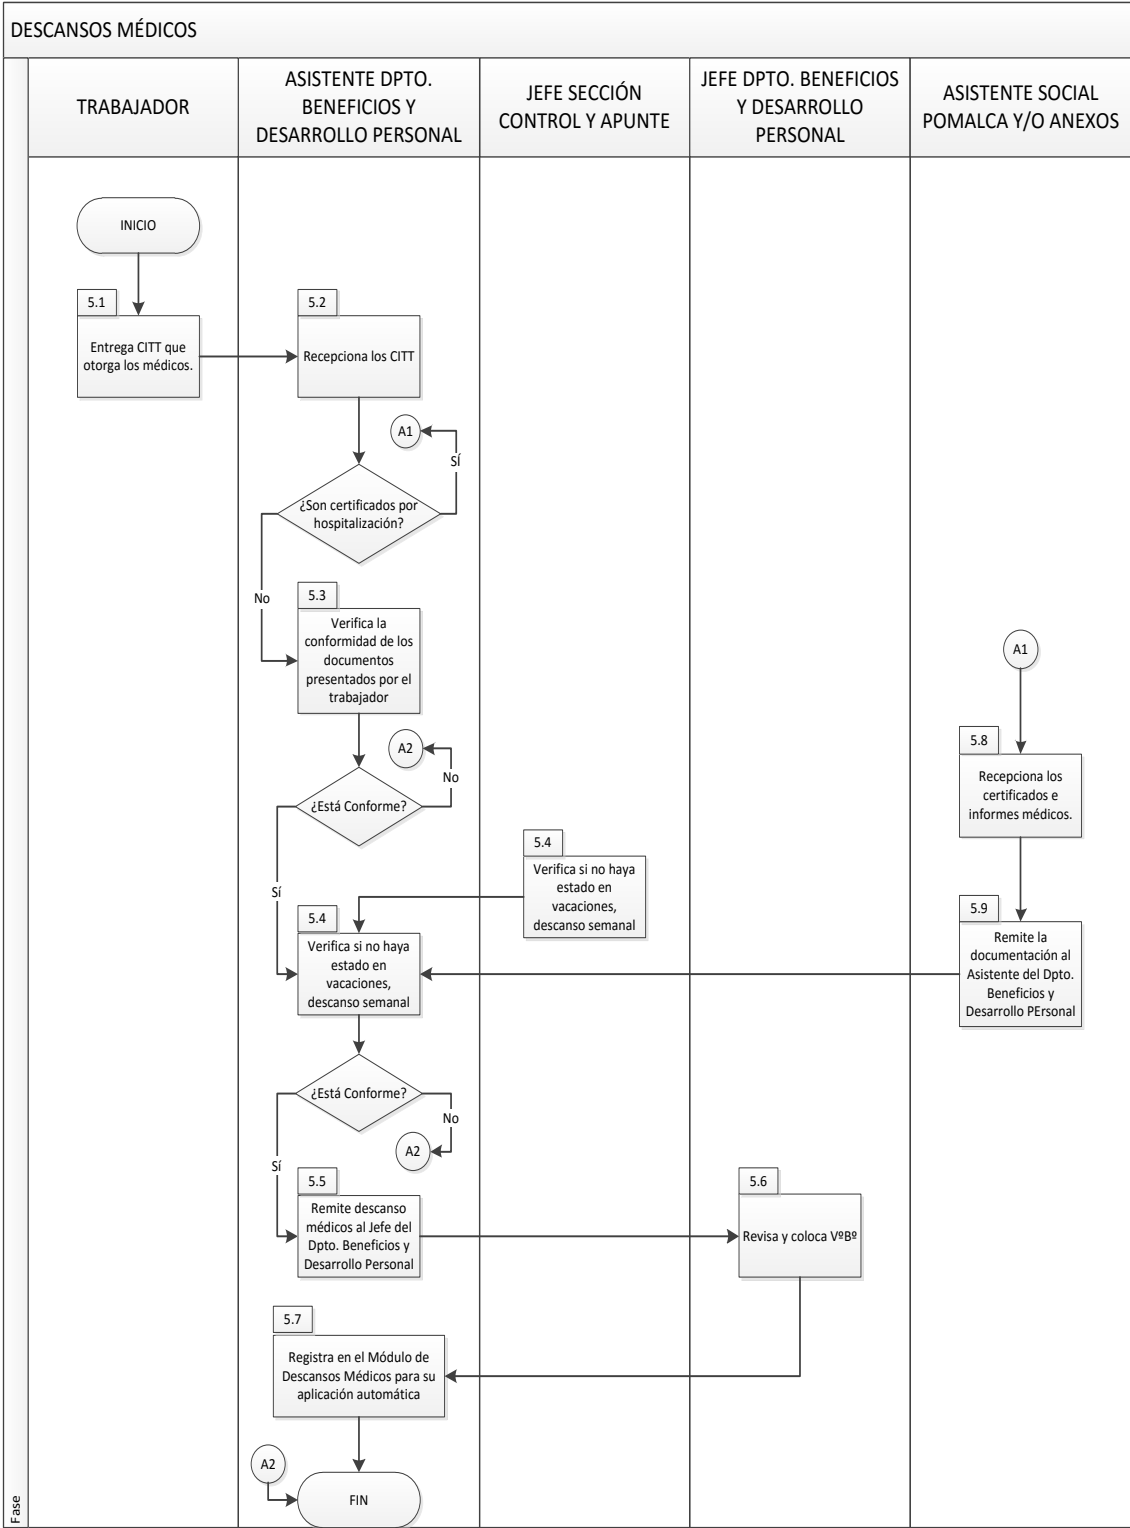 DESCANSOS MÉDICOS
TRABAJADOR
ASISTENTE DPTO.
BENEFICIOS Y
DESARROLLO PERSONAL
JEFE SECCIÓN
CONTROL Y APUNTE
JEFE DPTO. BENEFICIOS
Y DESARROLLO
PERSONAL
ASISTENTE SOCIAL
POMALCA Y/O ANEXOS
INICIO
5.1
Entrega CITT que
otorga los médicos.
5.2
Recepciona los CITT
A1
SÍ
¿Son certificados por
hospitalización?
No
5.3
Verifica la
conformidad de los
documentos
presentados por el
trabajador
A1
A2
No
¿Está Conforme?
Sí
5.8
Recepciona los
certificados e
informes médicos.
5.4
Verifica si no haya
estado en
vacaciones,
descanso semanal
5.4
Verifica si no haya
estado en
vacaciones,
descanso semanal
5.9
Remite la
documentación al
Asistente del Dpto.
Beneficios y
Desarrollo PErsonal
¿Está Conforme?
No
A2
Sí
5.5
Remite descanso
médicos al Jefe del
Dpto. Beneficios y
Desarrollo Personal
5.6
Revisa y coloca VºBº
5.7
Registra en el Módulo de
Descansos Médicos para su
aplicación automática
A2
FIN
Fase